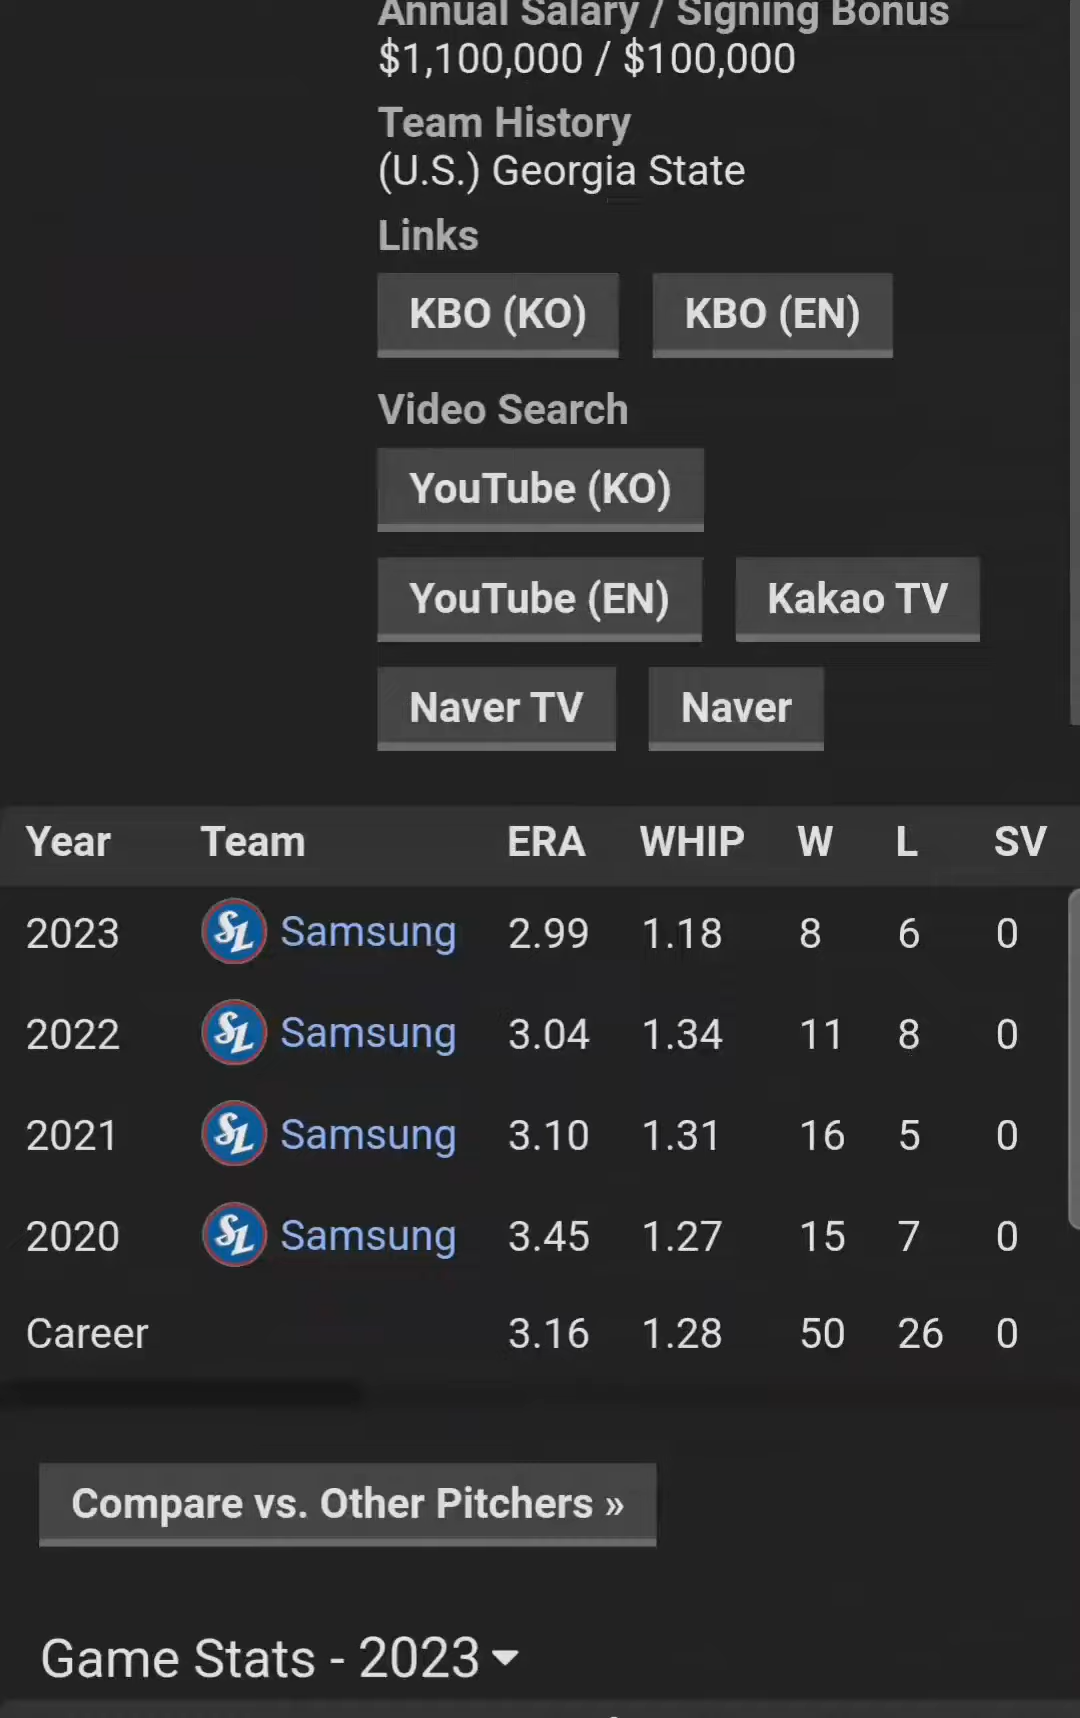 Annual Salary / Signing Bonus
$1,100,000 / $100,000
Team History
(U.S.) Georgia State
Links
KBO (KO) KBO (EN)
Video Search
YouTube (KO)
YouTube (EN) Kakao TV
Naver TV Naver
Year Team ERA WHIP W L SV
2023 SL Samsung 2.99 1.18 8 6 0
2022 SL Samsung 3.04 1.34 11 8 0
2021 SL Samsung 3.10 1.31 16 5 0
2020 SL Samsung 3.45 1.27 15 7 0
Career 3.16 1.28 50 26 0
Compare vs. Other Pitchers »
Game Stats - 2023